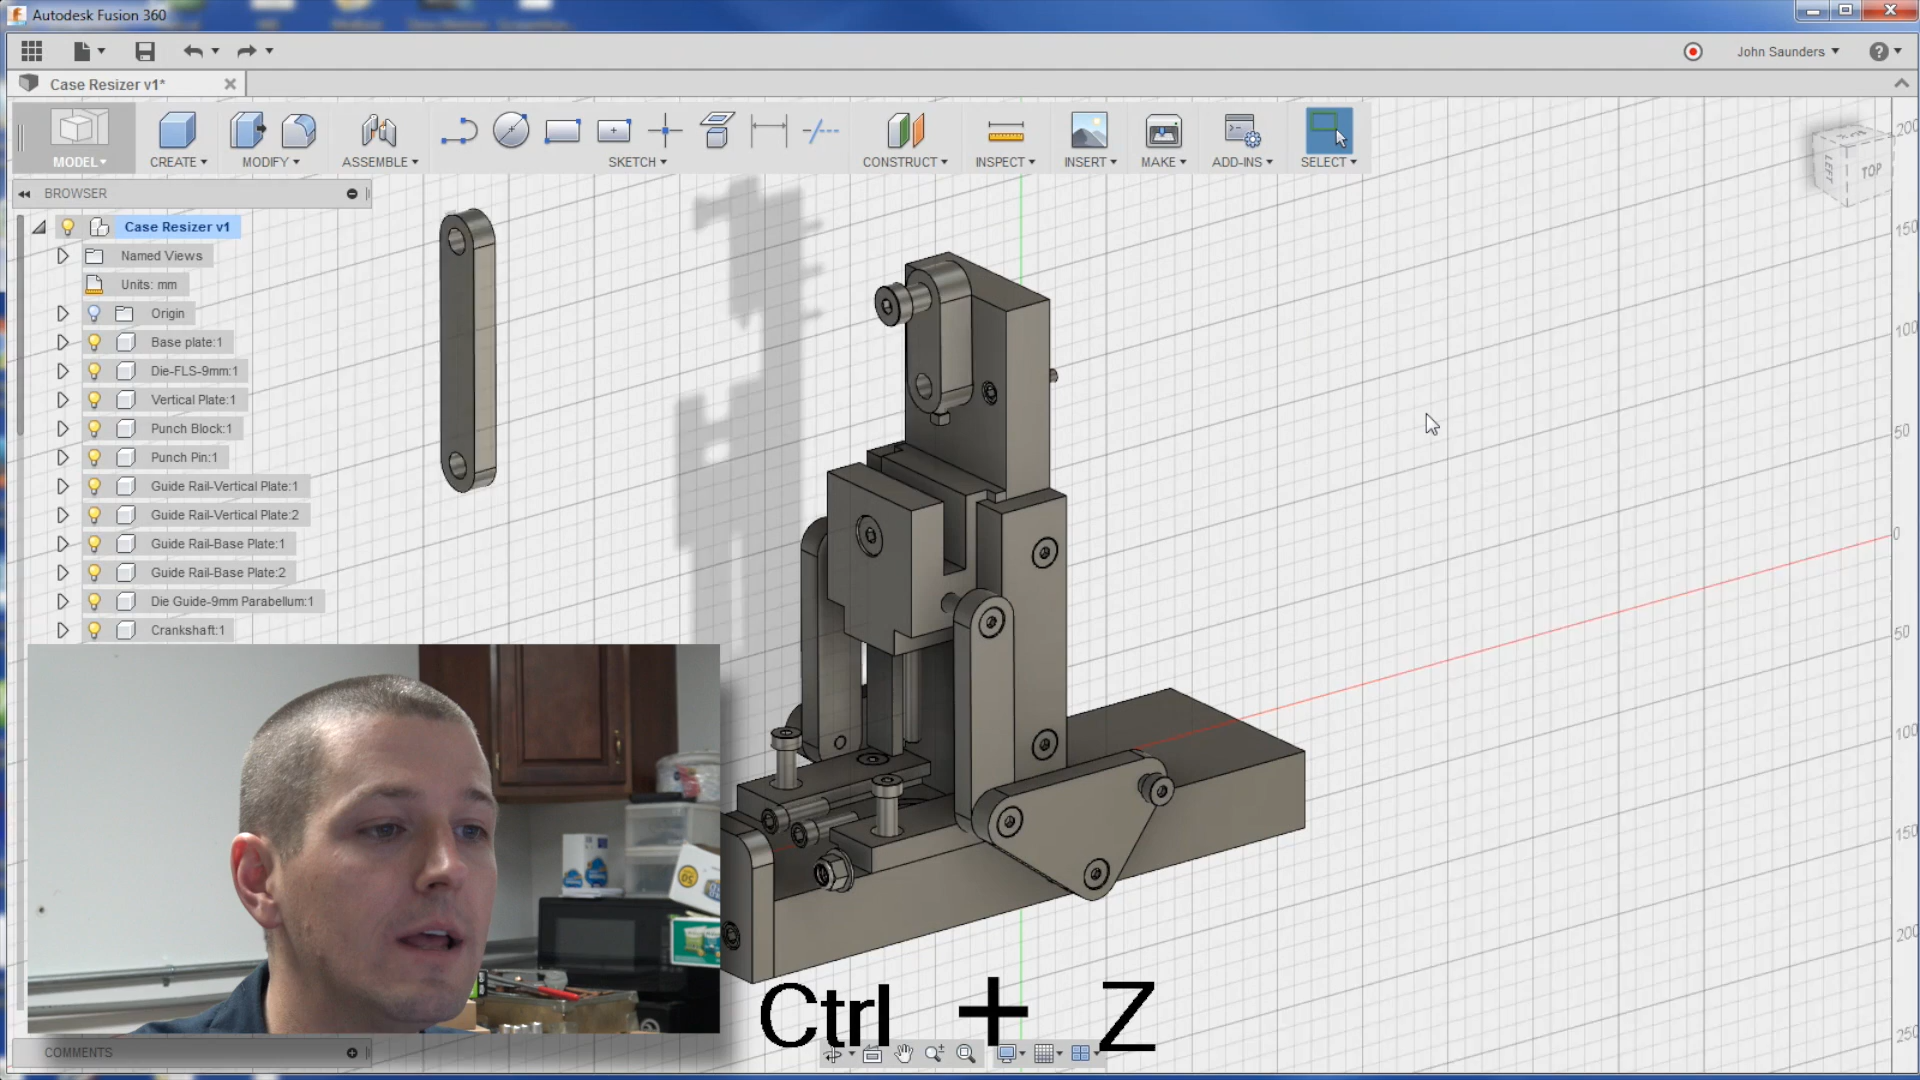 Autodesk Fusion 360
John Saunders
Case Resizer v1*
MODEL
CREATE
MODIFY
ASSEMBLE
SKETCH
CONSTRUCT
INSPECT
INSERT
MAKE
ADD-INS
SELECT
LEFT
TOP
BROWSER
Case Resizer v1
Named Views
Units: mm
Origin
Base plate:1
Die-FLS-9mm:1
Vertical Plate:1
Punch Block:1
Punch Pin:1
Guide Rail-Vertical Plate:1
Guide Rail-Vertical Plate:2
Guide Rail-Base Plate:1
Guide Rail-Base Plate:2
Die Guide-9mm Parabellum:1
Crankshaft:1
200
150
100
50
0
50
100
150
200
250
Ctrl + Z
COMMENTS